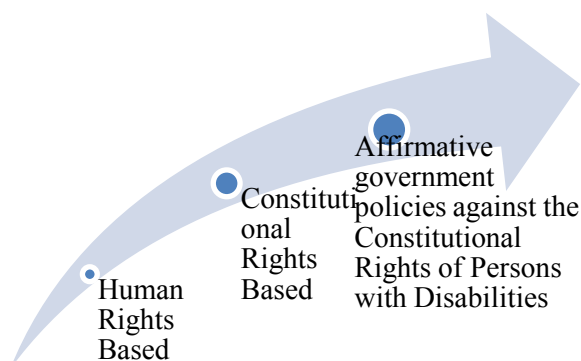 Human
Rights
Based
Constituti
onal
Rights
Based
Affirmative
government
policies against the
Constitutional
Rights of Persons
with Disabilities